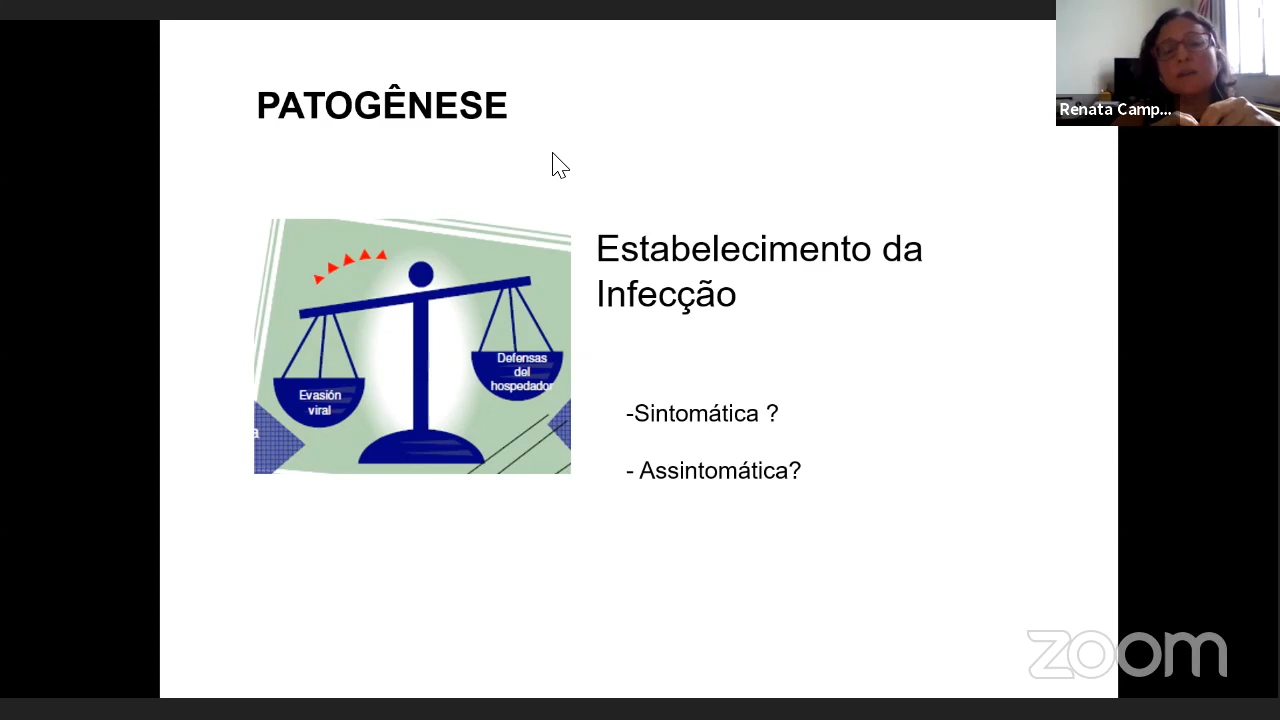 PATOGÊNESE
Renata Camp...
Estabelecimento da
Infecção
Defensas
del
hospedador
Evasión
viral
a
-Sintomática ?
- Assintomática?
zoom